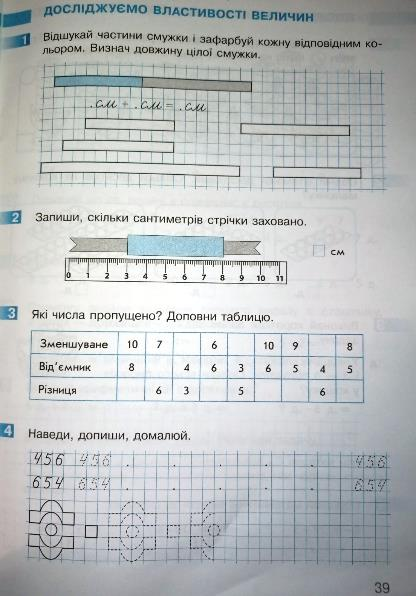 ДОСЛІДЖУЄМО ВЛАСТИВОСТІ ВЕЛИЧИН
1 Відшукай частини смужки і зафарбуй кожну відповідним ко-
льором. Визнач довжину цілої смужки.
. см + . см = . см
2 Запиши, скільки сантиметрів стрічки заховано.
см
0 1 2 3 4 5 6 7 8 9 10 11
3 Які числа пропущено? Доповни таблицю.
Зменшуване 10 7 6 10 9 8
Від’ємник 8 4 6 3 6 5 4 5
Різниця 6 3 5 6
4 Наведи, допиши, домалюй.
456 456 . . . . . 456
654 654 . . . . . 654
39